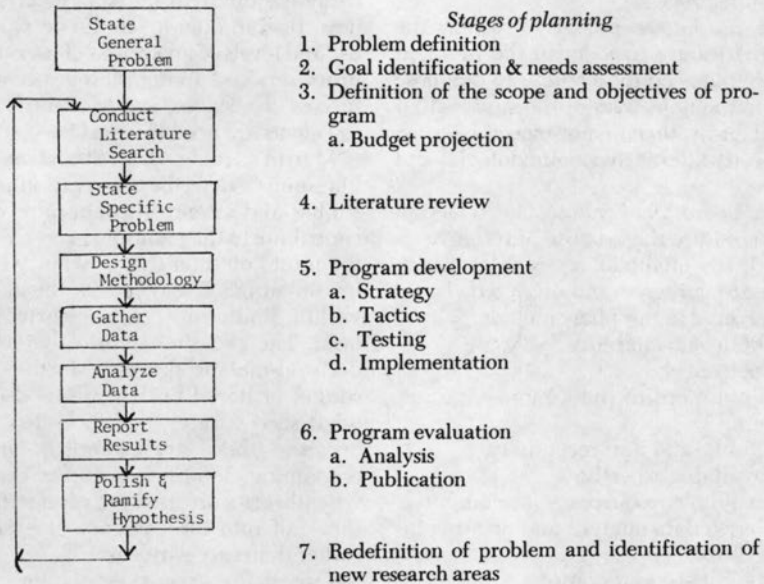 State
General
Problem
Conduct
Literature
Search
State
Specific
Problem
Design
Methodology
Gather
Data
Analyze
Data
Report
Results
Polish &
Ramify
Hypothesis
Stages of planning
1. Problem definition
2. Goal identification & needs assessment
3. Definition of the scope and objectives of pro-
gram
a. Budget projection
4. Literature review
5. Program development
a. Strategy
b. Tactics
c. Testing
d. Implementation
6. Program evaluation
a. Analysis
b. Publication
7. Redefinition of problem and identification of
new research areas